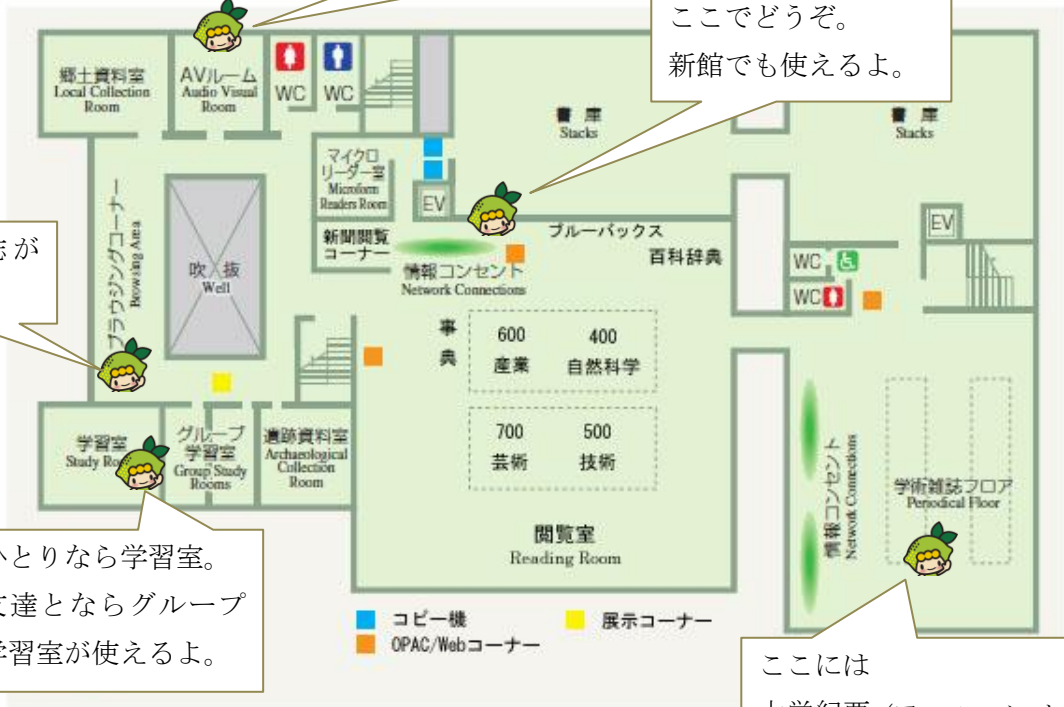 ここでどうぞ。
新館でも使えるよ。
郷土資料室
Local Collection
Room
AVルーム
Audio Visual
Room
WC
WC
書庫
Stacks
書庫
Stacks
マイクロ
リーダー室
Microform
Readers Room
EV
新聞閲覧
コーナー
情報コンセント
Network Connections
ブルーバックス
百科辞典
EV
WC
WC
誌が
ブラウジングコーナー
Browsing Area
吹抜
Well
事典
600
産業
400
自然科学
700
芸術
500
技術
学習室
Study Room
グループ
学習室
Group Study
Rooms
遺跡資料室
Archaeological
Collection
Room
閲覧室
Reading Room
情報コンセント
Network Connections
学術雑誌フロア
Periodical Floor
ひとりなら学習室。
友達とならグループ
学習室が使えるよ。
コピー機
展示コーナー
OPAC/Webコーナー
ここには